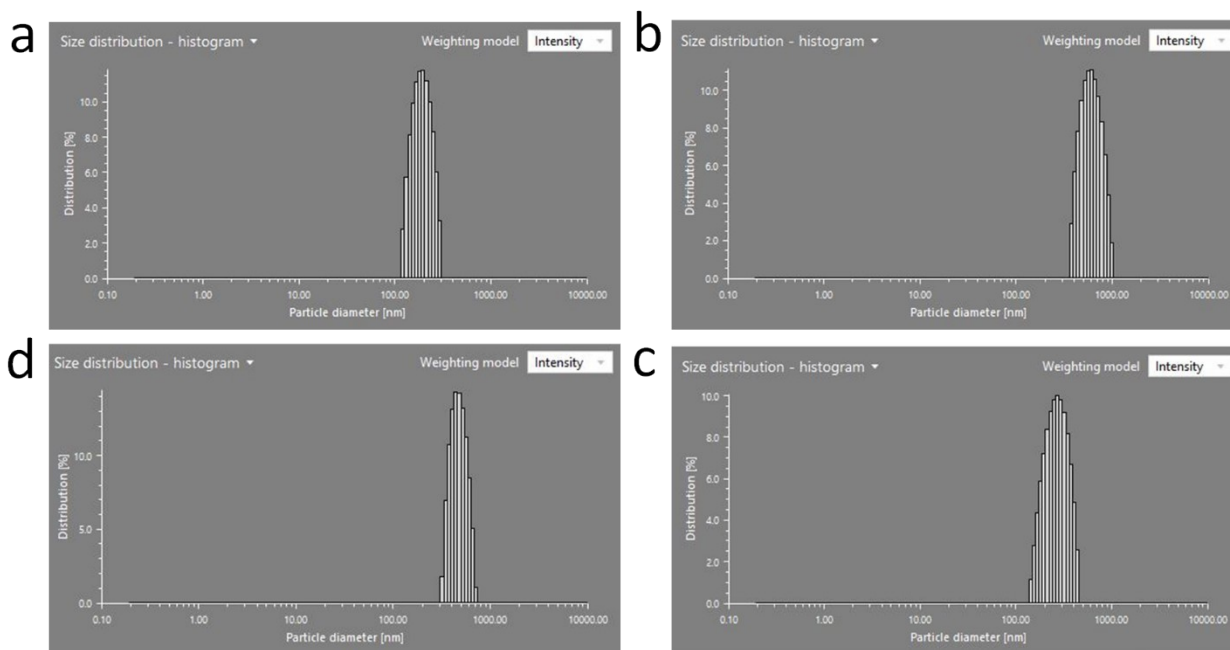 a
Size distribution - histogram Weighting model Intensity
10.0
8.0
6.0
4.0
2.0
0.0
Distribution [%]
0.10 1.00 10.00 100.00 1000.00 10000.00
Particle diameter [nm]
b
Size distribution - histogram Weighting model Intensity
10.0
8.0
6.0
4.0
2.0
0.0
Distribution [%]
0.10 1.00 10.00 100.00 1000.00 10000.00
Particle diameter [nm]
d
Size distribution - histogram Weighting model Intensity
10.0
5.0
0.0
Distribution [%]
0.10 1.00 10.00 100.00 1000.00 10000.00
Particle diameter [nm]
c
Size distribution - histogram Weighting model Intensity
10.0
8.0
6.0
4.0
2.0
0.0
Distribution [%]
0.10 1.00 10.00 100.00 1000.00 10000.00
Particle diameter [nm]